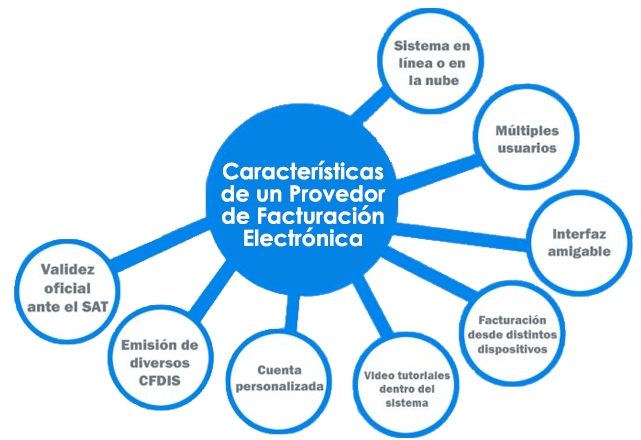 Características
de un Provedor
de Facturación
Electrónica
Sistema en
línea o en
la nube
Múltiples
usuarios
Interfaz
amigable
Facturación
desde distintos
dispositivos
Video tutoriales
dentro del
sistema
Cuenta
personalizada
Emisión de
diversos
CFDIS
Validez
oficial
ante el SAT